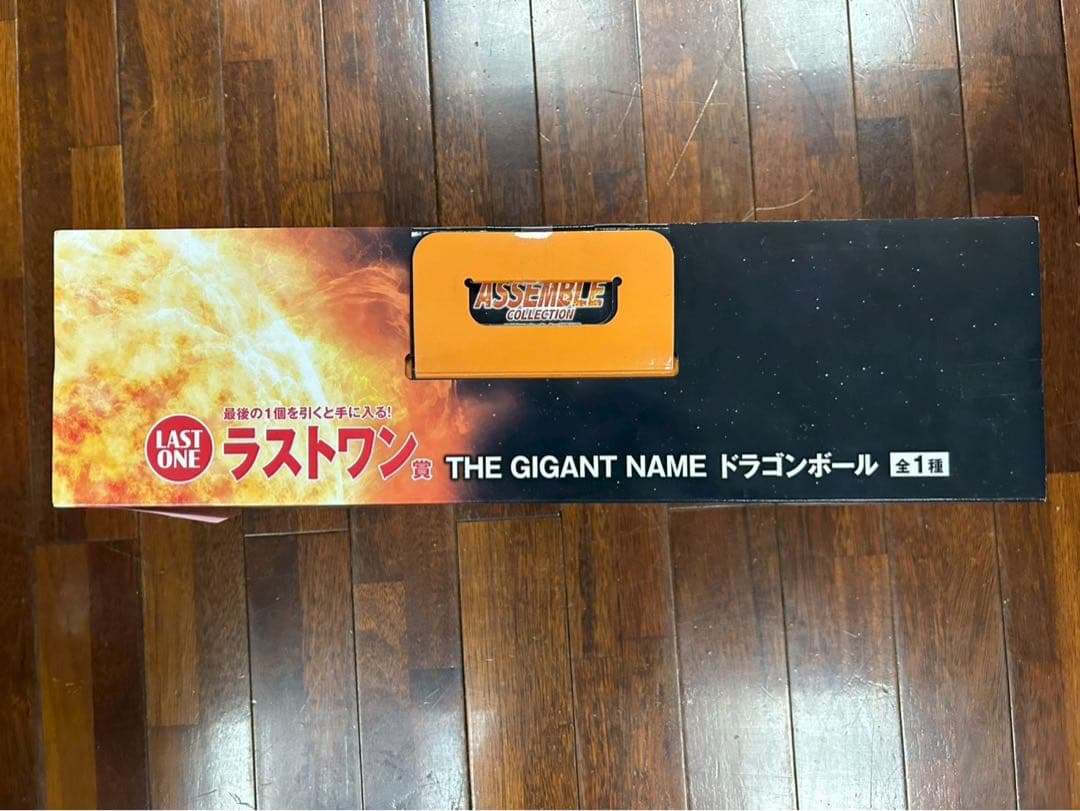 ASSEMBLE
COLLECTION
最後の1個を引くと手に入る!
LAST
ONE
ラストワン賞
THE GIGANT NAME ドラゴンボール 全1種